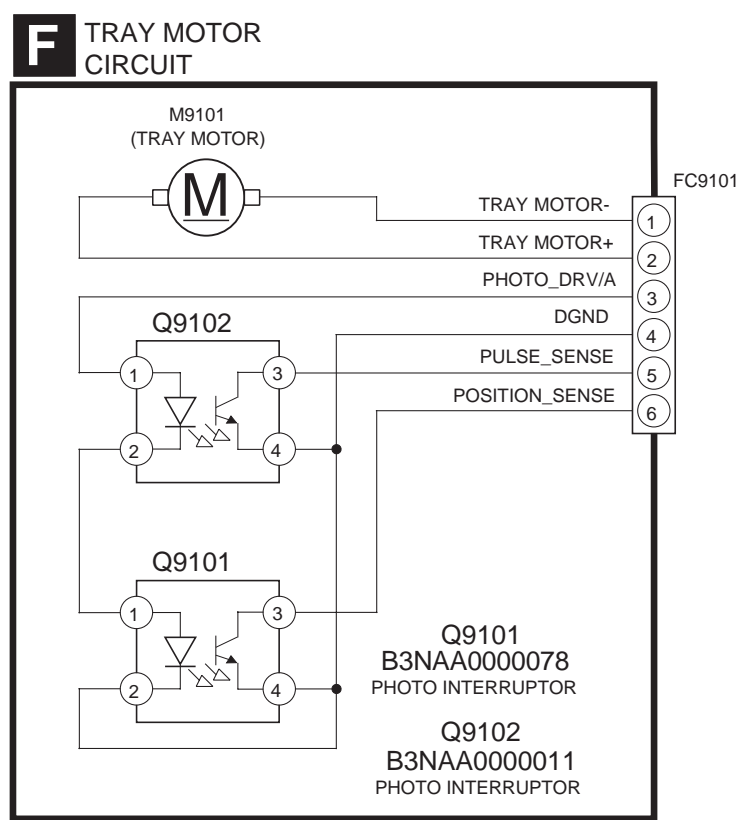 F
TRAY MOTOR
CIRCUIT
M9101
(TRAY MOTOR)
M
FC9101
TRAY MOTOR-
1
TRAY MOTOR+
2
PHOTO_DRV/A
3
DGND
4
PULSE_SENSE
5
POSITION_SENSE
6
Q9102
1
3
2
4
Q9101
1
3
2
4
Q9101
B3NAA0000078
PHOTO INTERRUPTOR
Q9102
B3NAA0000011
PHOTO INTERRUPTOR